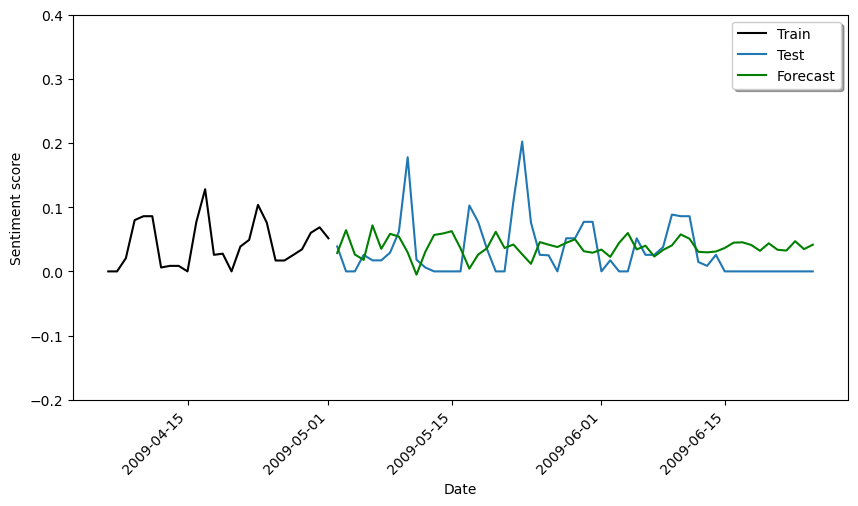 0.4
0.3
0.2
0.1
0.0
−0.1
−0.2
Sentiment score
Train
Test
Forecast
2009-04-15
2009-05-01
2009-05-15
2009-06-01
2009-06-15
Date